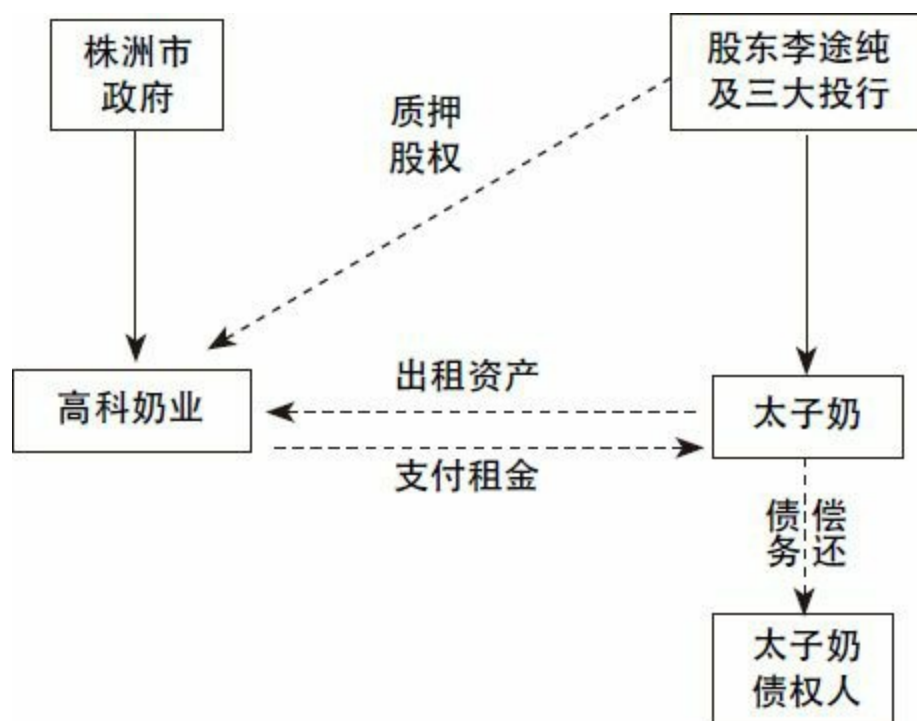 株洲市
政府
股东李途纯
及三大投行
质押
股权
出租资产
高科奶业
太子奶
支付租金
债务
偿还
太子奶
债权人